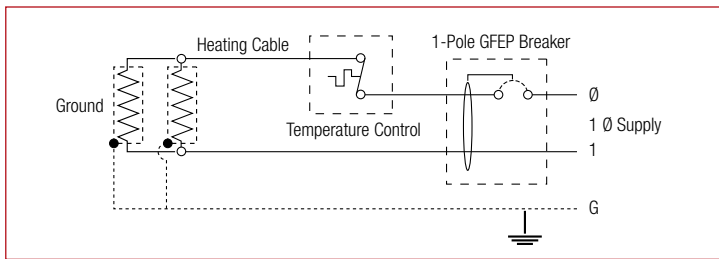 Heating Cable
1-Pole GFEP Breaker
Ground
Ø
1 Ø Supply
Temperature Control
1
G